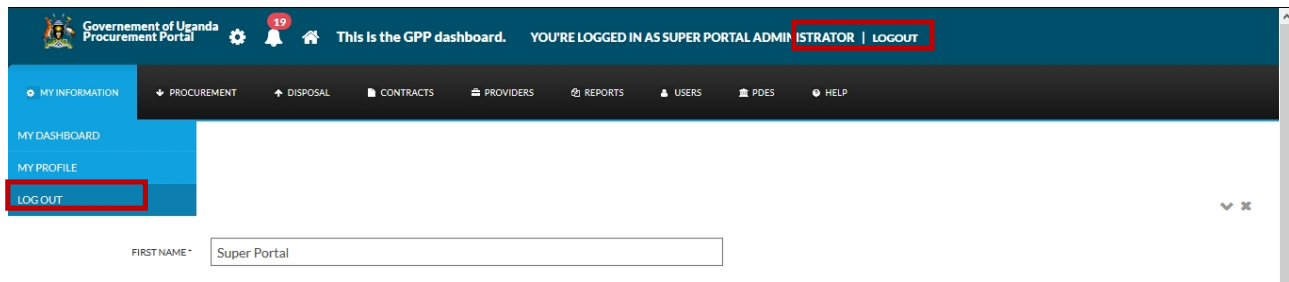 Governement of Uganda
Procurement Portal
19
This is the GPP dashboard.
YOU'RE LOGGED IN AS SUPER PORTAL ADMINISTRATOR | LOGOUT
MY INFORMATION PROCUREMENT DISPOSAL CONTRACTS PROVIDERS REPORTS USERS PDES HELP
MY DASHBOARD
MY PROFILE
LOG OUT
FIRST NAME * Super Portal